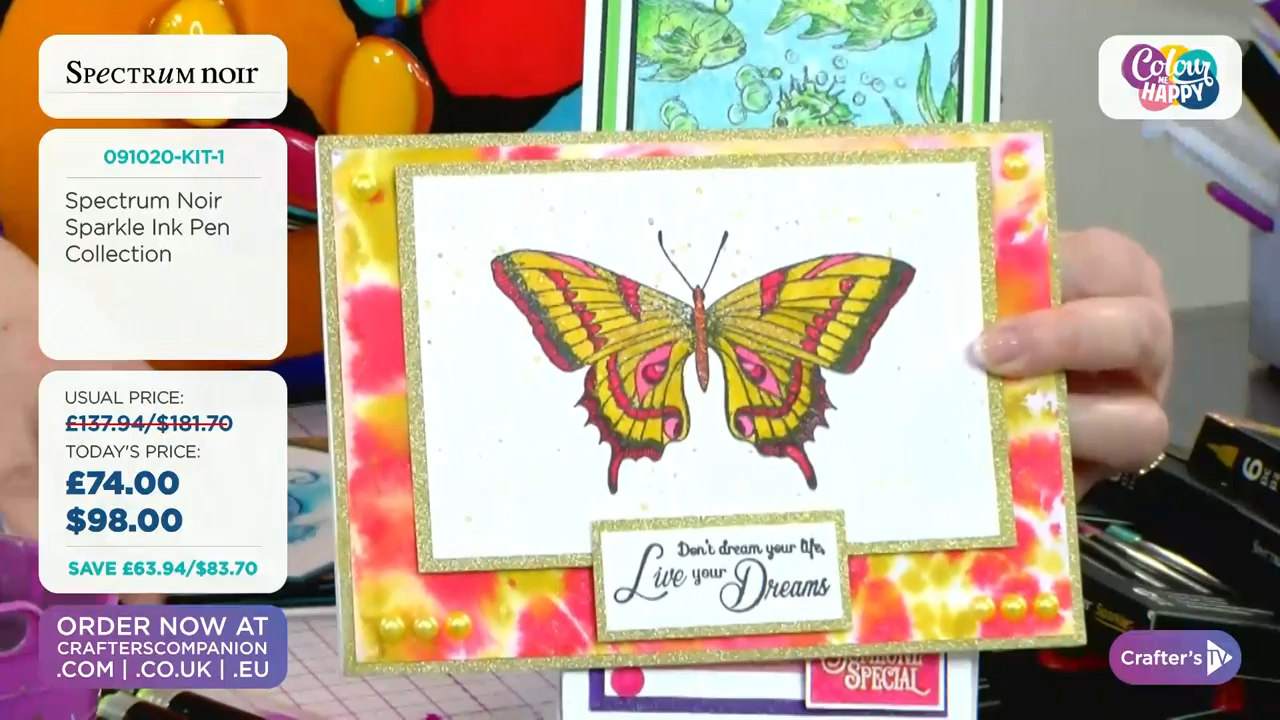 SPECTRUM NOIR
091020-KIT-1
Spectrum Noir
Sparkle Ink Pen
Collection
USUAL PRICE:
£137.94/$181.70
TODAY'S PRICE:
£74.00
$98.00
SAVE £63.94/$83.70
ORDER NOW AT
CRAFTERSCOMPANION
.COM | .CO.UK | .EU
Colour
ME
HAPPY
Don't dream your life,
Live your Dreams
SOMEONE
SPECIAL
6
Crafter's TV